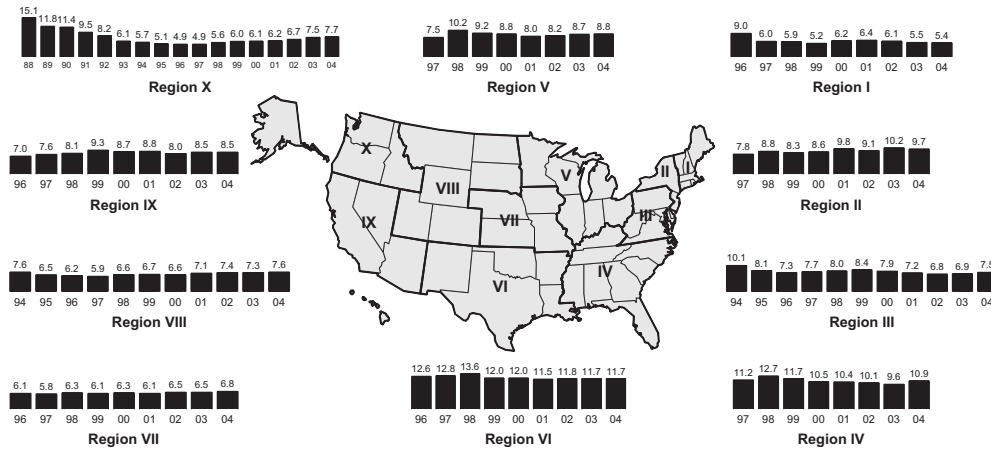 15.1 11.8 11.4 9.5 8.2 6.1 5.7 5.1 4.9 4.9 5.6 6.0 6.1 6.2 6.7 7.5 7.7
88 89 90 91 92 93 94 95 96 97 98 99 00 01 02 03 04
Region X
7.5 10.2 9.2 8.8 8.0 8.2 8.7 8.8
97 98 99 00 01 02 03 04
Region V
9.0 6.0 5.9 5.2 6.2 6.4 6.1 5.5 5.4
96 97 98 99 00 01 02 03 04
Region I
7.0 7.6 8.1 9.3 8.7 8.8 8.0 8.5 8.5
96 97 98 99 00 01 02 03 04
Region IX
X
VIII
IX
VII
VI
V
IV
III
II
I
7.8 8.8 8.3 8.6 9.8 9.1 10.2 9.7
97 98 99 00 01 02 03 04
Region II
7.6 6.5 6.2 5.9 6.6 6.7 6.6 7.1 7.4 7.3 7.6
94 95 96 97 98 99 00 01 02 03 04
Region VIII
10.1 8.1 7.3 7.7 8.0 8.4 7.9 7.2 6.8 6.9 7.5
94 95 96 97 98 99 00 01 02 03 04
Region III
6.1 5.8 6.3 6.1 6.3 6.1 6.5 6.5 6.8
96 97 98 99 00 01 02 03 04
Region VII
12.6 12.8 13.6 12.0 12.0 11.5 11.8 11.7 11.7
96 97 98 99 00 01 02 03 04
Region VI
11.2 12.7 11.7 10.5 10.4 10.1 9.6 10.9
97 98 99 00 01 02 03 04
Region IV